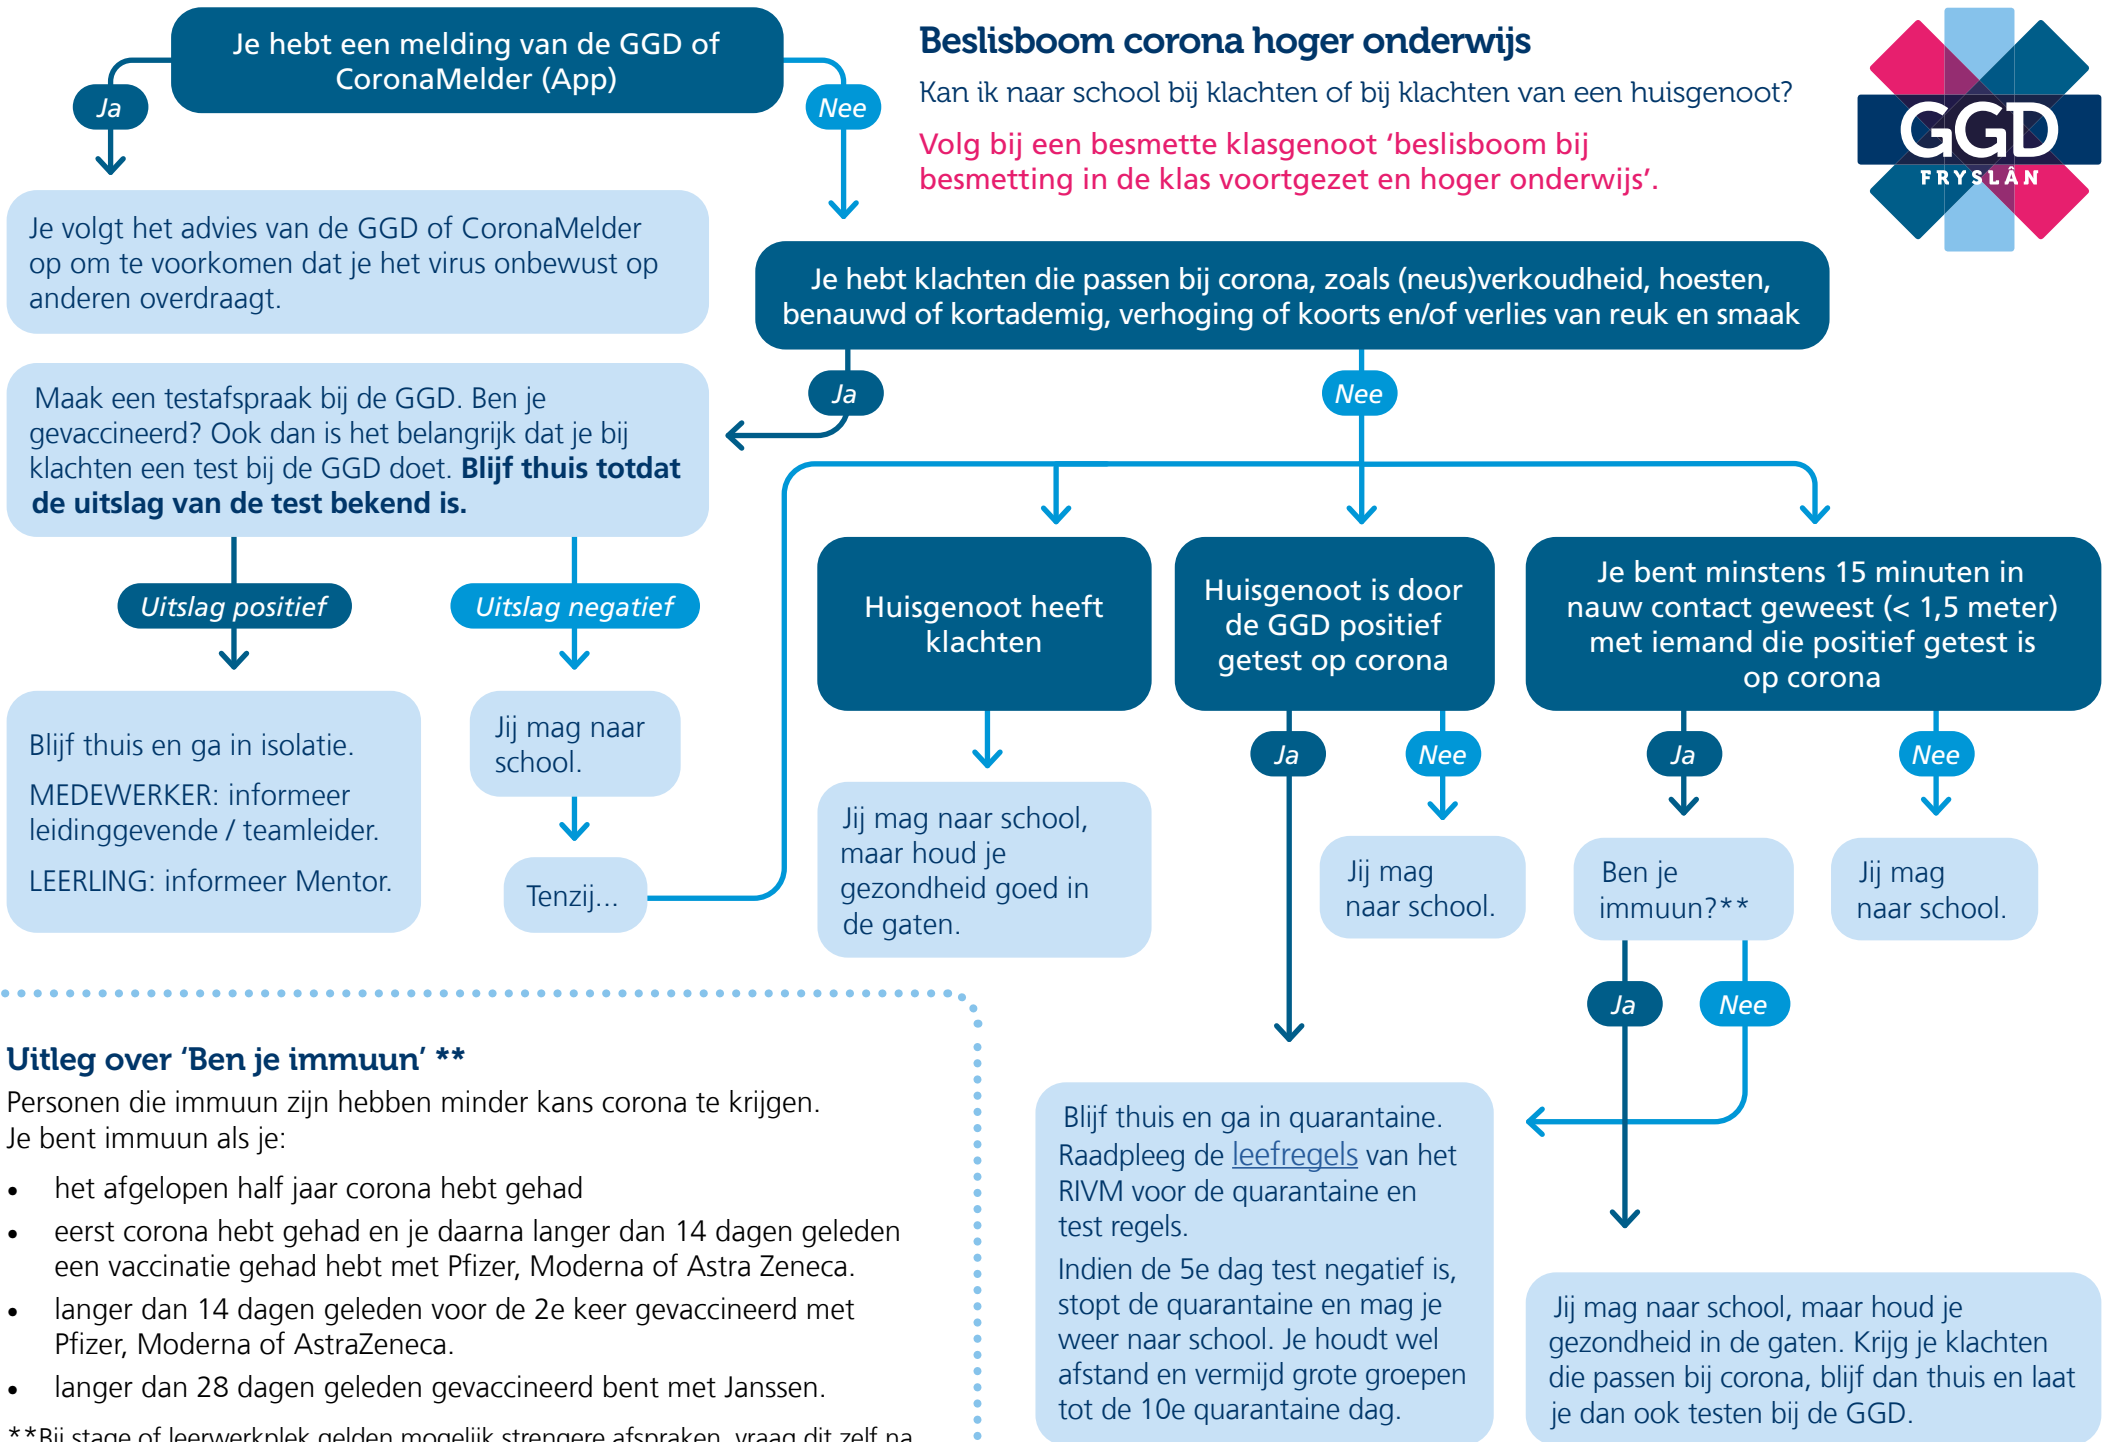 Je hebt een melding van de GGD of
CoronaMelder (App)
Ja
Nee
Beslisboom corona hoger onderwijs
Kan ik naar school bij klachten of bij klachten van een huisgenoot?
Volg bij een besmette klasgenoot ‘beslisboom bij
besmetting in de klas voortgezet en hoger onderwijs’.
GGD
FRYSLÂN
Je volgt het advies van de GGD of CoronaMelder
op om te voorkomen dat je het virus onbewust op
anderen overdraagt.
Je hebt klachten die passen bij corona, zoals (neus)verkoudheid, hoesten,
benauwd of kortademig, verhoging of koorts en/of verlies van reuk en smaak
Ja
Nee
Maak een testafspraak bij de GGD. Ben je
gevaccineerd? Ook dan is het belangrijk dat je bij
klachten een test bij de GGD doet. Blijf thuis totdat
de uitslag van de test bekend is.
Uitslag positief
Uitslag negatief
Blijf thuis en ga in isolatie.
MEDEWERKER: informeer
leidinggevende / teamleider.
LEERLING: informeer Mentor.
Jij mag naar
school.
Tenzij...
Huisgenoot heeft
klachten
Jij mag naar school,
maar houd je
gezondheid goed in
de gaten.
Huisgenoot is door
de GGD positief
getest op corona
Ja
Nee
Jij mag
naar school.
Je bent minstens 15 minuten in
nauw contact geweest (< 1,5 meter)
met iemand die positief getest is
op corona
Ja
Nee
Ben je
immuun?**
Jij mag
naar school.
Ja
Nee
Blijf thuis en ga in quarantaine.
Raadpleeg de leefregels van het
RIVM voor de quarantaine en
test regels.
Indien de 5e dag test negatief is,
stopt de quarantaine en mag je
weer naar school. Je houdt wel
afstand en vermijd grote groepen
tot de 10e quarantaine dag.
Jij mag naar school, maar houd je
gezondheid in de gaten. Krijg je klachten
die passen bij corona, blijf dan thuis en laat
je dan ook testen bij de GGD.
Uitleg over ‘Ben je immuun’ **
Personen die immuun zijn hebben minder kans corona te krijgen.
Je bent immuun als je:
• het afgelopen half jaar corona hebt gehad
• eerst corona hebt gehad en je daarna langer dan 14 dagen geleden
een vaccinatie gehad hebt met Pfizer, Moderna of Astra Zeneca.
• langer dan 14 dagen geleden voor de 2e keer gevaccineerd met
Pfizer, Moderna of AstraZeneca.
• langer dan 28 dagen geleden gevaccineerd bent met Janssen.
**Bij stage of leerwerkplek gelden mogelijk strengere afspraken, vraag dit zelf na